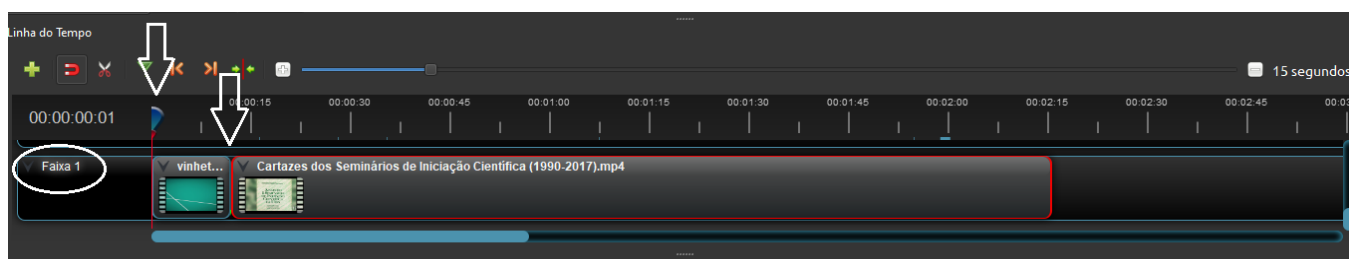 Linha do Tempo
15 segundos
00:00:00:01
00:00:15
00:00:30
00:00:45
00:01:00
00:01:15
00:01:30
00:01:45
00:02:00
00:02:15
00:02:30
00:02:45
Faixa 1
vinhet...
Cartazes dos Seminários de Iniciação Científica (1990-2017).mp4